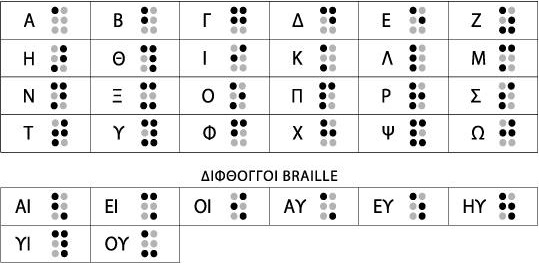 Α Β Γ Δ Ε Ζ
Η Θ Ι Κ Λ Μ
Ν Ξ Ο Π Ρ Σ
Τ Υ Φ Χ Ψ Ω
ΔΙΦΘΟΓΓΟΙ BRAILLE
ΑΙ ΕΙ ΟΙ ΑΥ ΕΥ ΗΥ
ΥΙ ΟΥ